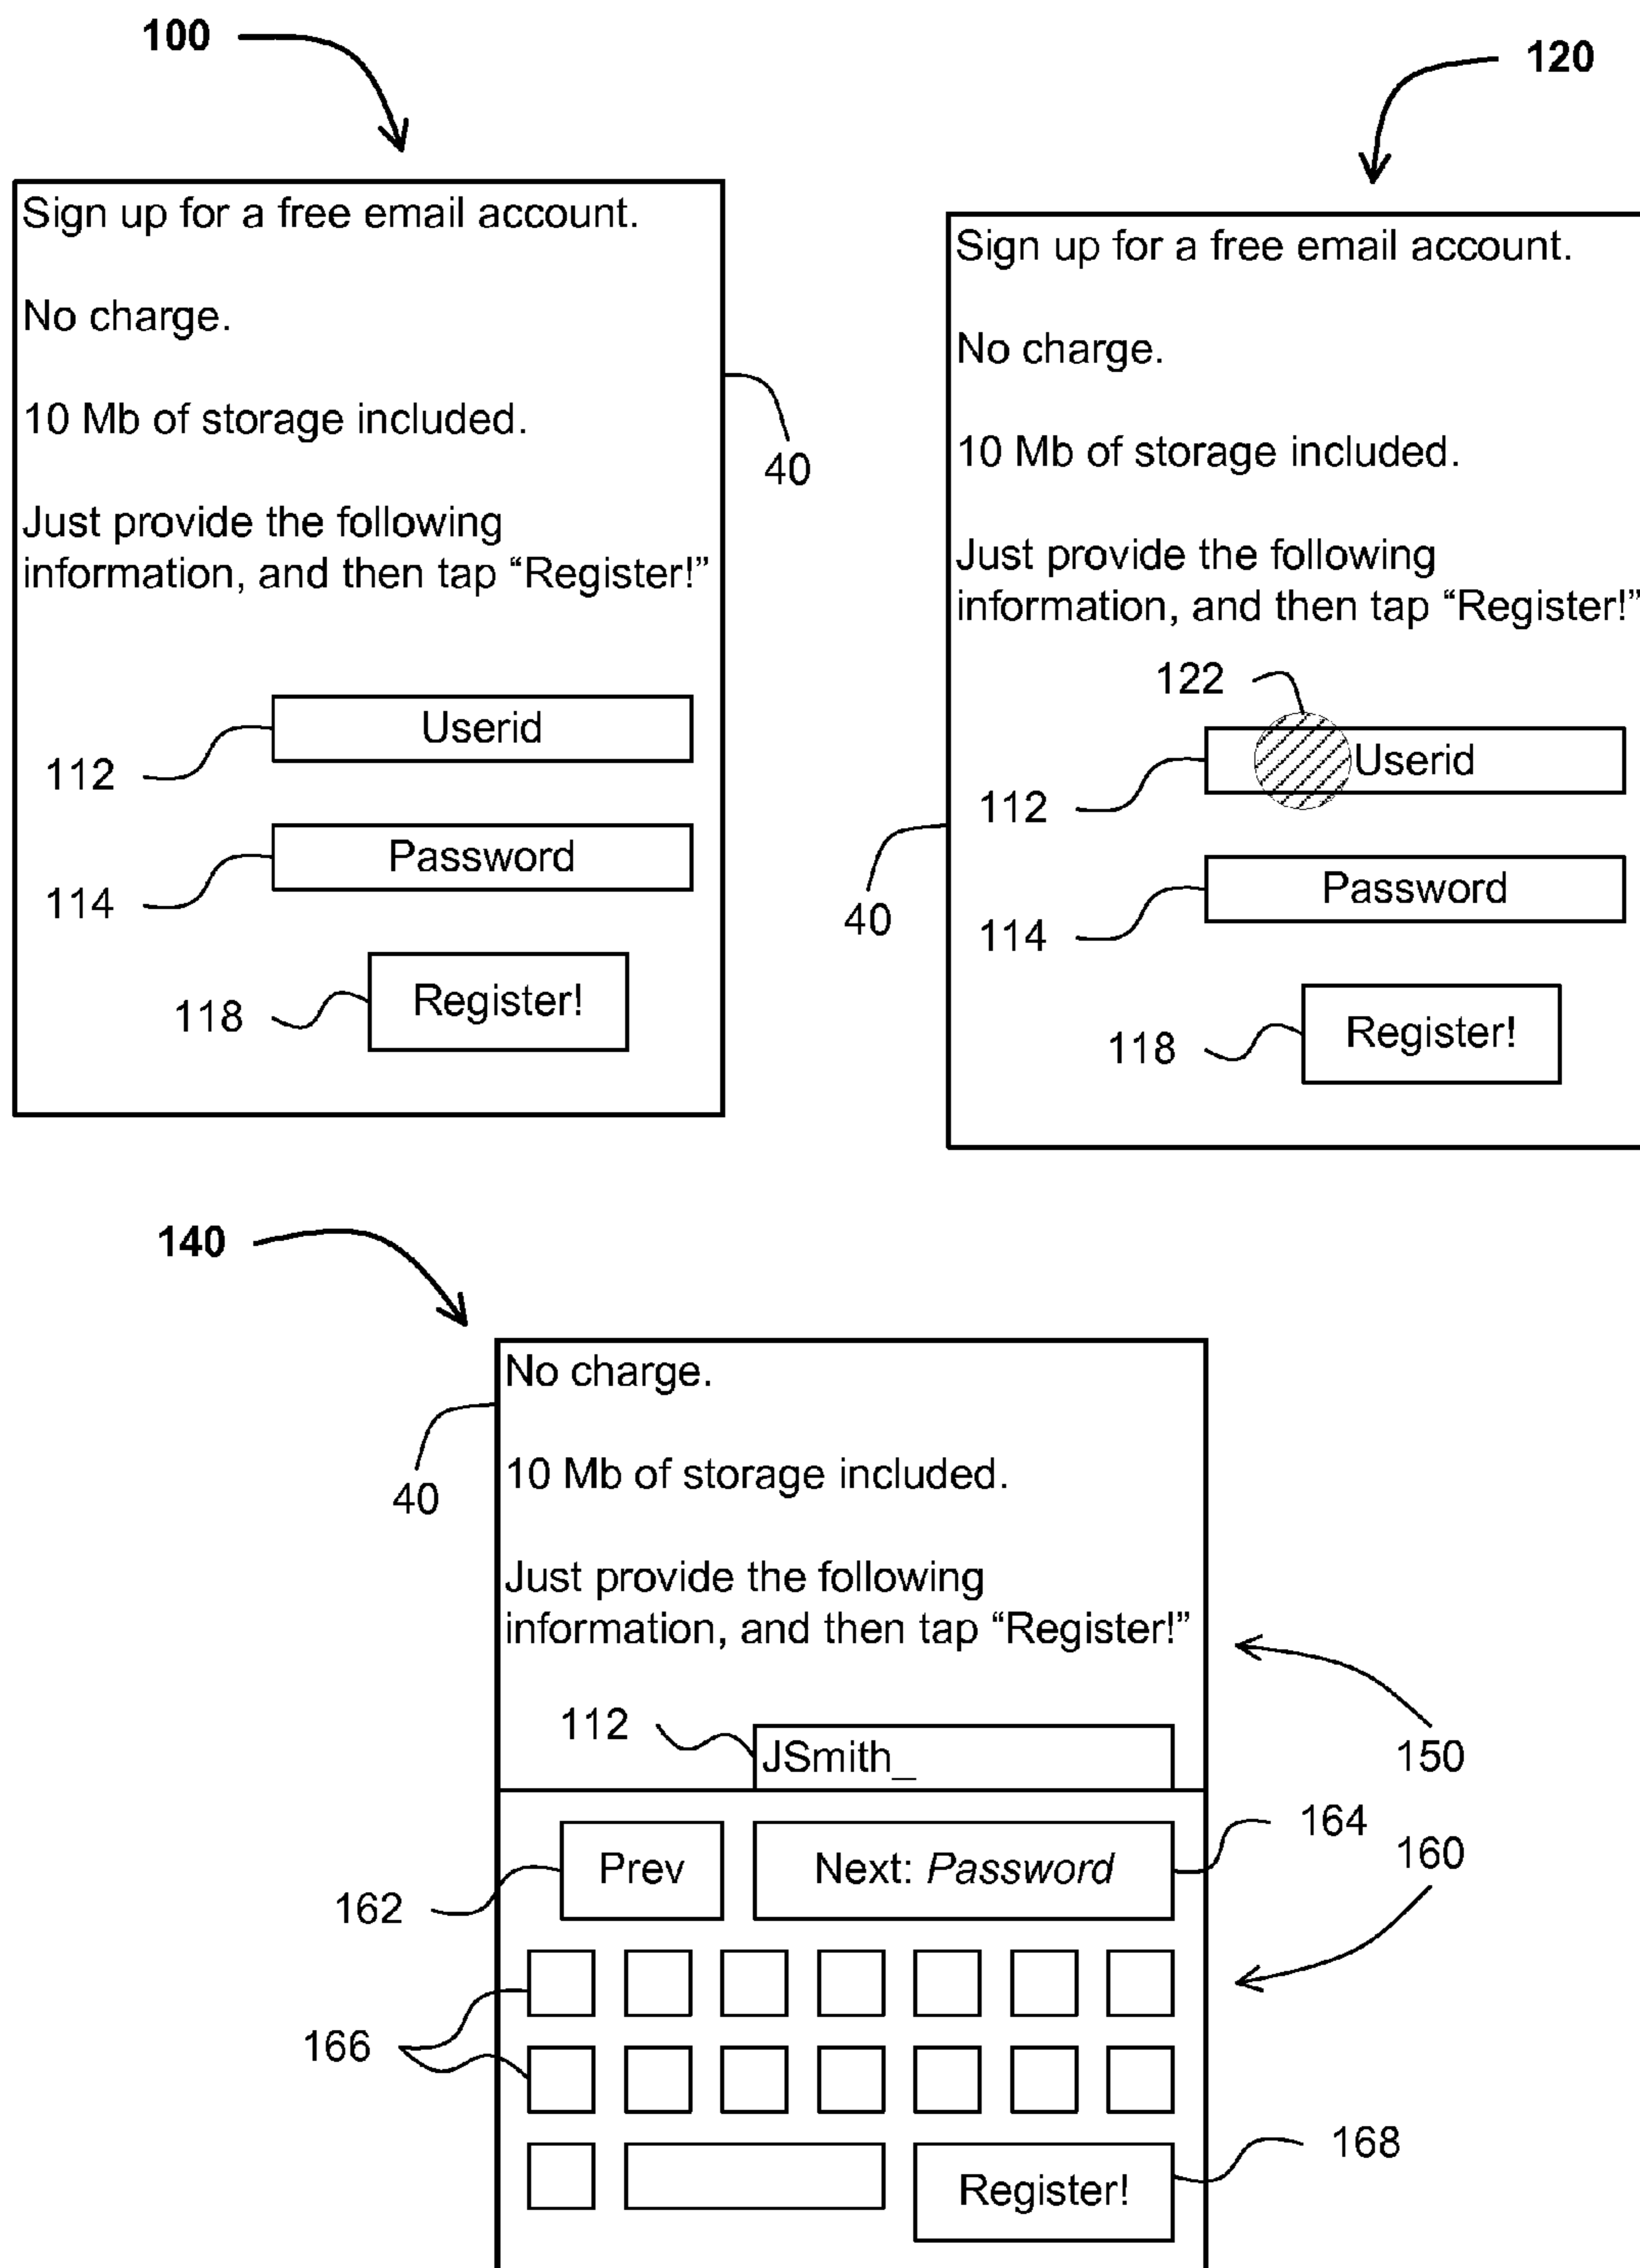 100
Sign up for a free email account.
No charge.
10 Mb of storage included.
Just provide the following
information, and then tap “Register!”
40
Userid
112
Password
114
Register!
118
120
Sign up for a free email account.
No charge.
10 Mb of storage included.
Just provide the following
information, and then tap “Register!”
122
Userid
112
40
Password
114
Register!
118
140
No charge.
40
10 Mb of storage included.
Just provide the following
information, and then tap “Register!”
112
JSmith_
150
164
160
Prev
Next: Password
162
166
168
Register!